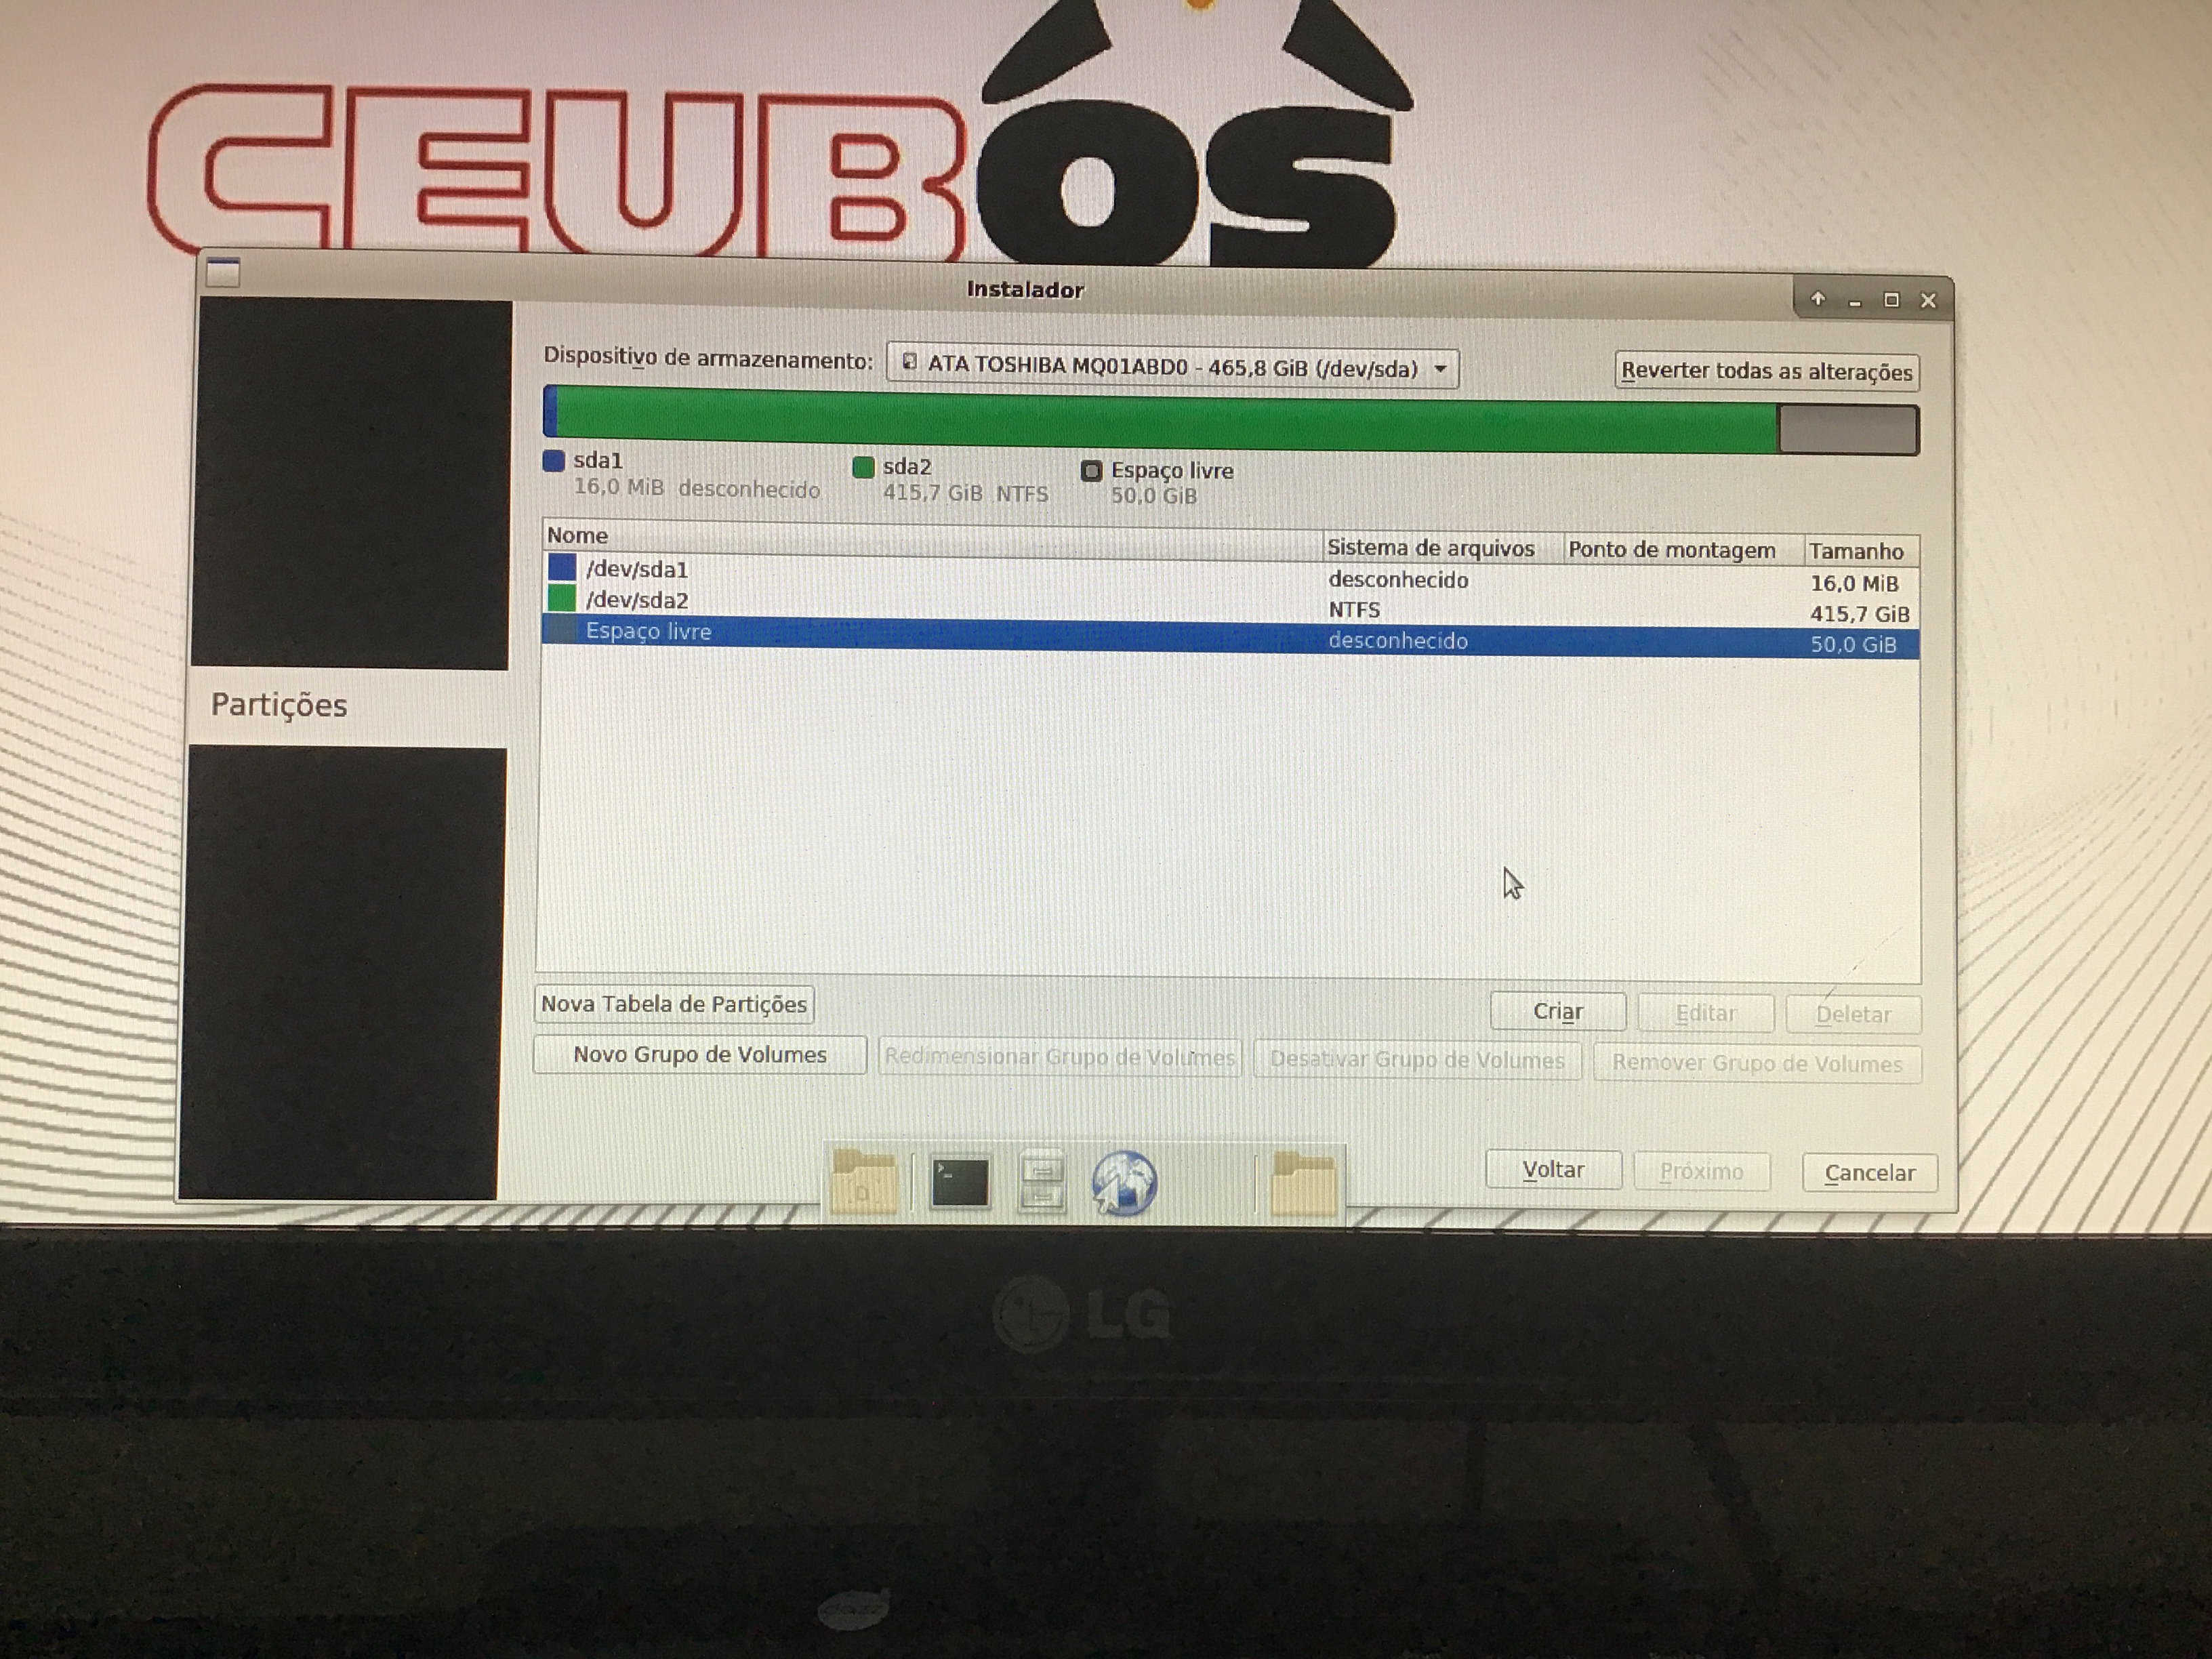 CEUBOS
Instalador
Dispositivo de armazenamento: ATA TOSHIBA MQ01ABD0 - 465,8 GiB (/dev/sda) Reverter todas as alterações
sda1 sda2 Espaço livre
16,0 MiB desconhecido 415,7 GiB NTFS 50,0 GiB
Nome Sistema de arquivos Ponto de montagem Tamanho
/dev/sda1 desconhecido 16,0 MiB
/dev/sda2 NTFS 415,7 GiB
Espaço livre desconhecido 50,0 GiB
Partições
Nova Tabela de Partições Criar Editar Deletar
Novo Grupo de Volumes Redimensionar Grupo de Volumes Desativar Grupo de Volumes Remover Grupo de Volumes
Voltar Próximo Cancelar
LG